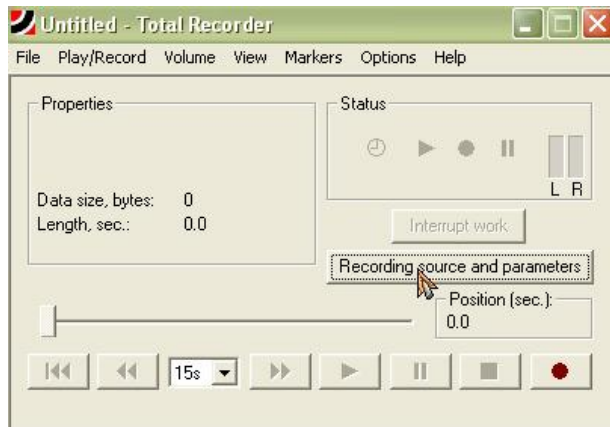 Untitled - Total Recorder
File Play/Record Volume View Markers Options Help
Properties
Status
L R
Data size, bytes: 0
Length, sec.: 0.0
Interrupt work
Recording source and parameters
Position (sec.):
0.0
15s